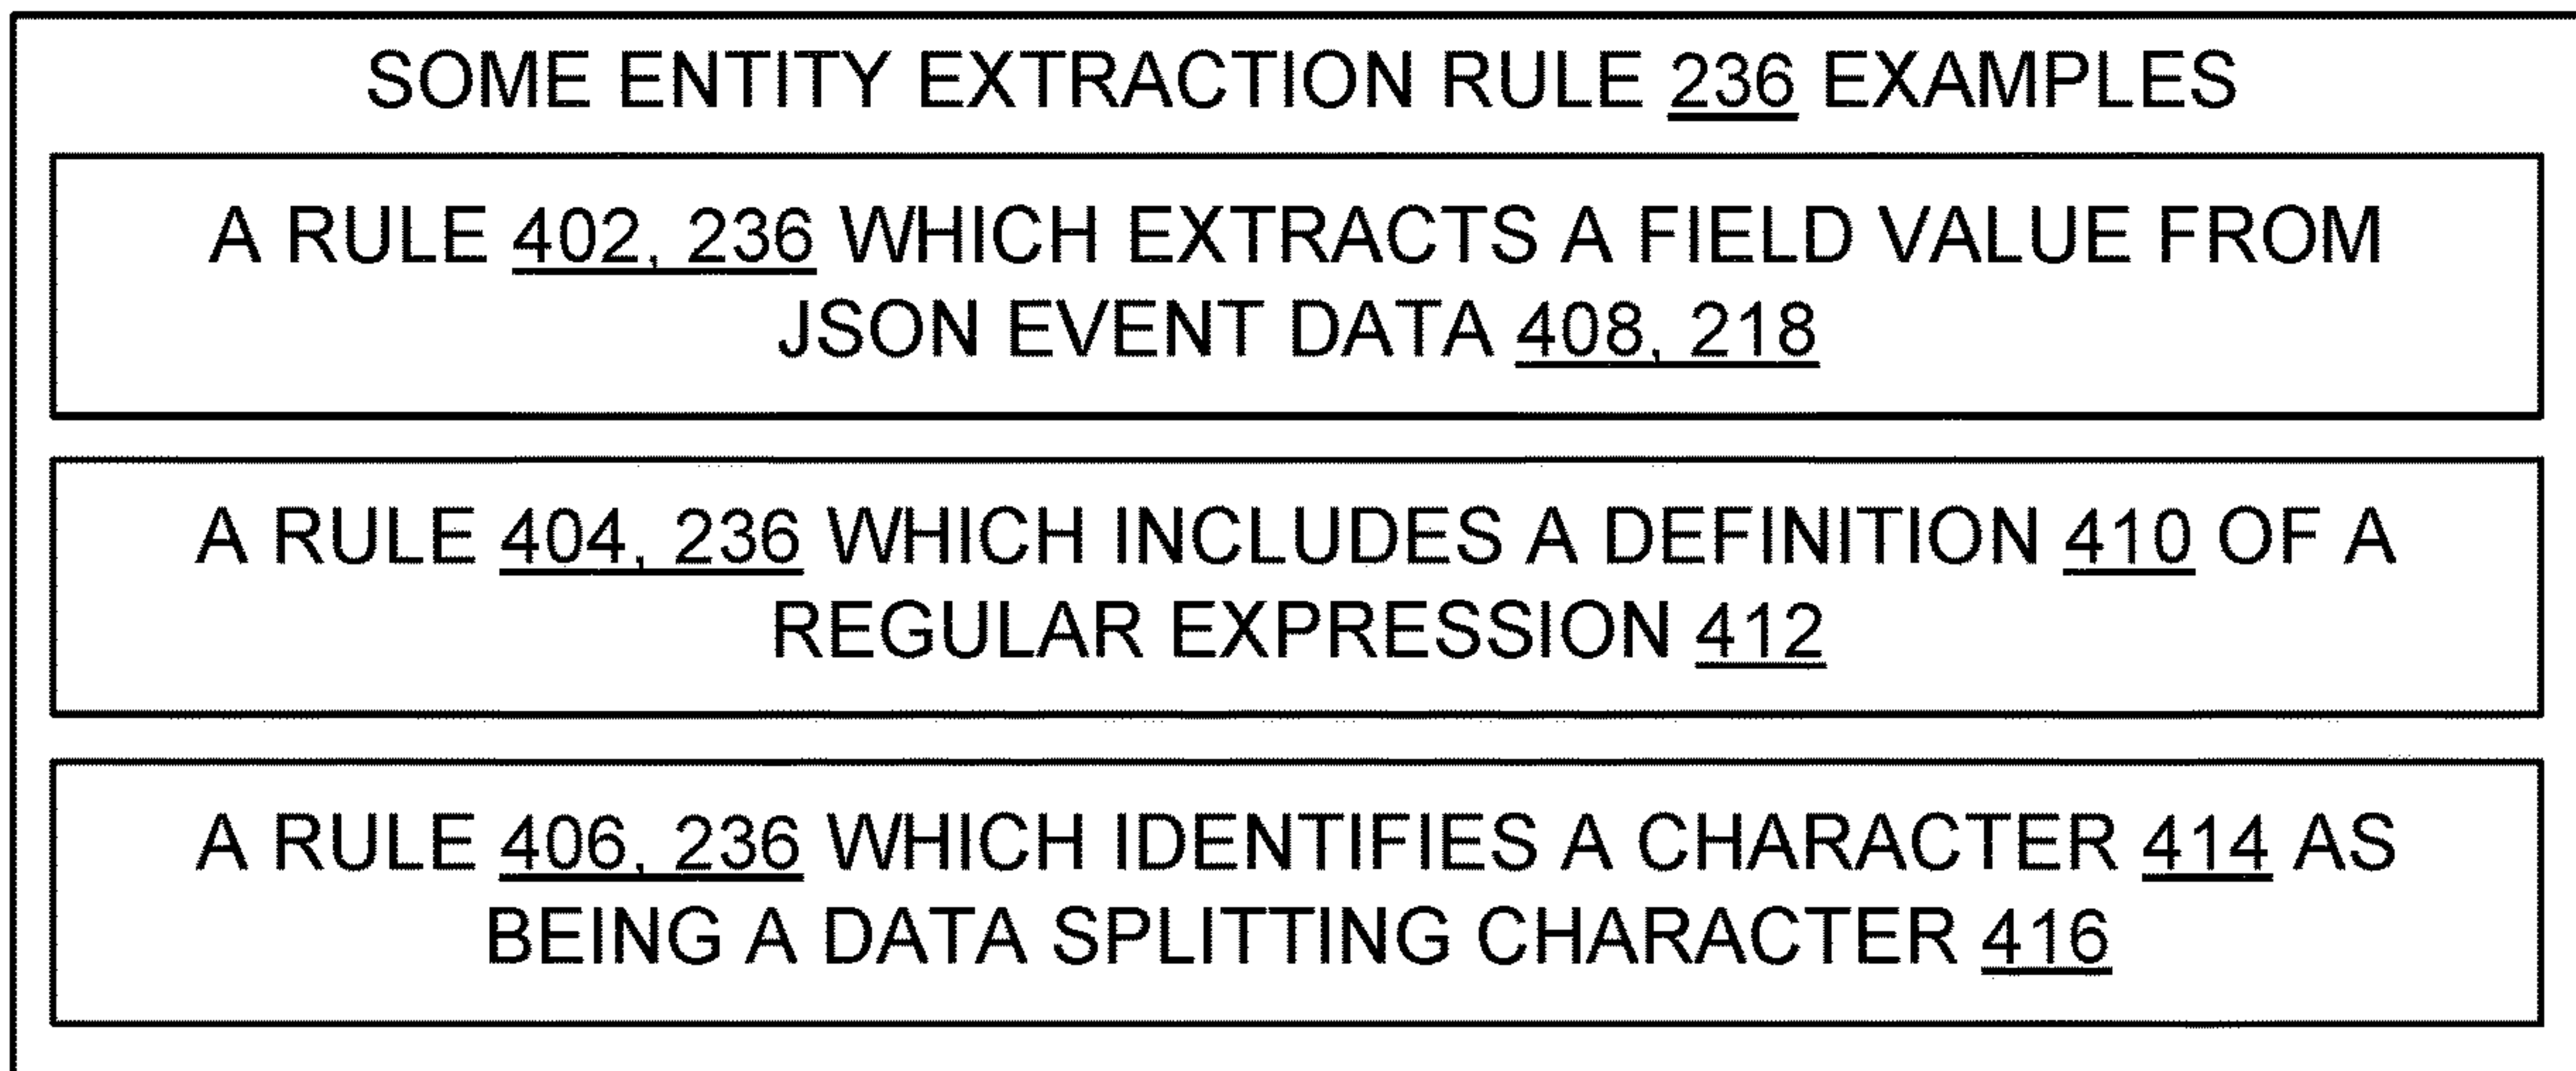 SOME ENTITY EXTRACTION RULE 236 EXAMPLES
A RULE 402, 236 WHICH EXTRACTS A FIELD VALUE FROM
JSON EVENT DATA 408, 218
A RULE 404, 236 WHICH INCLUDES A DEFINITION 410 OF A
REGULAR EXPRESSION 412
A RULE 406, 236 WHICH IDENTIFIES A CHARACTER 414 AS
BEING A DATA SPLITTING CHARACTER 416